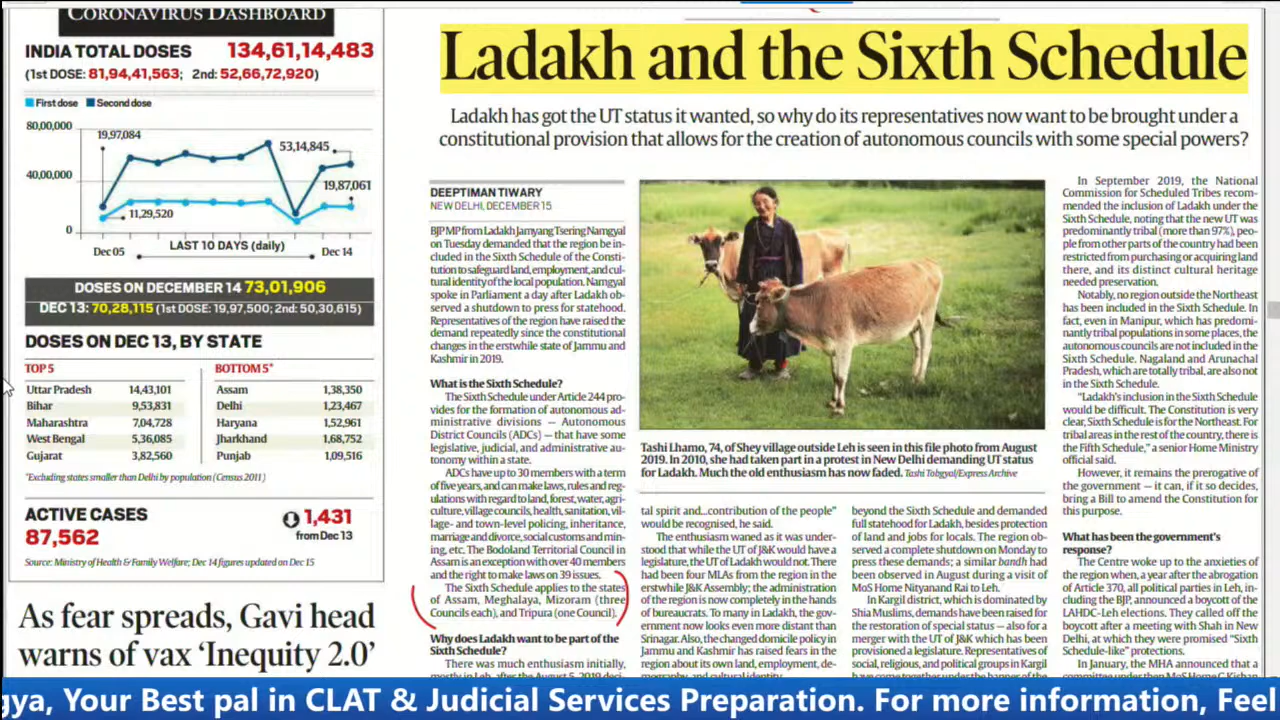 CORONAVIRUS DASHBOARD
INDIA TOTAL DOSES 134,61,14,483
(1st DOSE: 81,94,41,563; 2nd: 52,66,72,920)
First dose Second dose
80,00,000
40,00,000
0
19,97,084
53,14,845
19,87,061
11,29,520
Dec 05 LAST 10 DAYS (daily) Dec 14
DOSES ON DECEMBER 14 73,01,906
DEC 13: 70,28,115 (1st DOSE: 19,97,500; 2nd: 50,30,615)
DOSES ON DEC 13, BY STATE
TOP 5
Uttar Pradesh 14,43,101
Bihar 9,53,831
Maharashtra 7,04,728
West Bengal 5,36,085
Gujarat 3,82,560
BOTTOM 5*
Assam 1,38,350
Delhi 1,23,467
Haryana 1,52,961
Jharkhand 1,68,752
Punjab 1,09,516
*Excluding states smaller than Delhi by population (Census 2011)
ACTIVE CASES
87,562
1,431
from Dec 13
Source: Ministry of Health & Family Welfare; Dec 14 figures updated on Dec 15
As fear spreads, Gavi head
warns of vax ‘Inequity 2.0’
Ladakh and the Sixth Schedule
Ladakh has got the UT status it wanted, so why do its representatives now want to be brought under a
constitutional provision that allows for the creation of autonomous councils with some special powers?
DEEPTIMAN TIWARY
NEW DELHI, DECEMBER 15
BJP MP from Ladakh Jamyang Tsering Namgyal
on Tuesday demanded that the region be in-
cluded in the Sixth Schedule of the Consti-
tution to safeguard land, employment, and cul-
tural identity of the local population. Namgyal
spoke in Parliament a day after Ladakh ob-
served a shutdown to press for statehood.
Representatives of the region have raised the
demand repeatedly since the constitutional
changes in the erstwhile state of Jammu and
Kashmir in 2019.
What is the Sixth Schedule?
The Sixth Schedule under Article 244 pro-
vides for the formation of autonomous ad-
ministrative divisions — Autonomous
District Councils (ADCs) — that have some
legislative, judicial, and administrative au-
tonomy within a state.
ADCs have up to 30 members with a term
of five years, and can make laws, rules and reg-
ulations with regard to land, forest, water, agri-
culture, village councils, health, sanitation, vil-
lage- and town-level policing, inheritance,
marriage and divorce, social customs and min-
ing, etc. The Bodoland Territorial Council in
Assam is an exception with over 40 members
and the right to make laws on 39 issues.
The Sixth Schedule applies to the states
of Assam, Meghalaya, Mizoram (three
Councils each), and Tripura (one Council).
Why does Ladakh want to be part of the
Sixth Schedule?
There was much enthusiasm initially,
mostly in Leh, after the August 5, 2019 deci-
Tashi Lhamo, 74, of Shey village outside Leh is seen in this file photo from August
2019. In 2010, she had taken part in a protest in New Delhi demanding UT status
for Ladakh. Much the old enthusiasm has now faded. Tashi Tobgyal/Express Archive
tal spirit and...contribution of the people”
would be recognised, he said.
The enthusiasm waned as it was under-
stood that while the UT of J&K would have a
legislature, the UT of Ladakh would not. There
had been four MLAs from the region in the
erstwhile J&K Assembly; the administration
of the region is now completely in the hands
of bureaucrats. To many in Ladakh, the gov-
ernment now looks even more distant than
Srinagar. Also, the changed domicile policy in
Jammu and Kashmir has raised fears in the
region about its own land, employment, de-
mography, and cultural identity.
beyond the Sixth Schedule and demanded
full statehood for Ladakh, besides protection
of land and jobs for locals. The region ob-
served a complete shutdown on Monday to
press these demands; a similar bandh had
been observed in August during a visit of
MoS Home Nityanand Rai to Leh.
In Kargil district, which is dominated by
Shia Muslims, demands have been raised for
the restoration of special status — also for a
merger with the UT of J&K which has been
provisioned a legislature. Representatives of
social, religious, and political groups in Kargil
have come together under the banner of the
In September 2019, the National
Commission for Scheduled Tribes recom-
mended the inclusion of Ladakh under the
Sixth Schedule, noting that the new UT was
predominantly tribal (more than 97%), peo-
ple from other parts of the country had been
restricted from purchasing or acquiring land
there, and its distinct cultural heritage
needed preservation.
Notably, no region outside the Northeast
has been included in the Sixth Schedule. In
fact, even in Manipur, which has predomi-
nantly tribal populations in some places, the
autonomous councils are not included in the
Sixth Schedule. Nagaland and Arunachal
Pradesh, which are totally tribal, are also not
in the Sixth Schedule.
“Ladakh’s inclusion in the Sixth Schedule
would be difficult. The Constitution is very
clear, Sixth Schedule is for the Northeast. For
tribal areas in the rest of the country, there is
the Fifth Schedule,” a senior Home Ministry
official said.
However, it remains the prerogative of
the government — it can, if it so decides,
bring a Bill to amend the Constitution for
this purpose.
What has been the government’s
response?
The Centre woke up to the anxieties of
the region when, a year after the abrogation
of Article 370, all political parties in Leh, in-
cluding the BJP, announced a boycott of the
LAHDC-Leh elections. They called off the
boycott after a meeting with Shah in New
Delhi, at which they were promised “Sixth
Schedule-like” protections.
In January, the MHA announced that a
committee under then MoS Home G Kishan
gya, Your Best pal in CLAT & Judicial Services Preparation. For more information, Feel